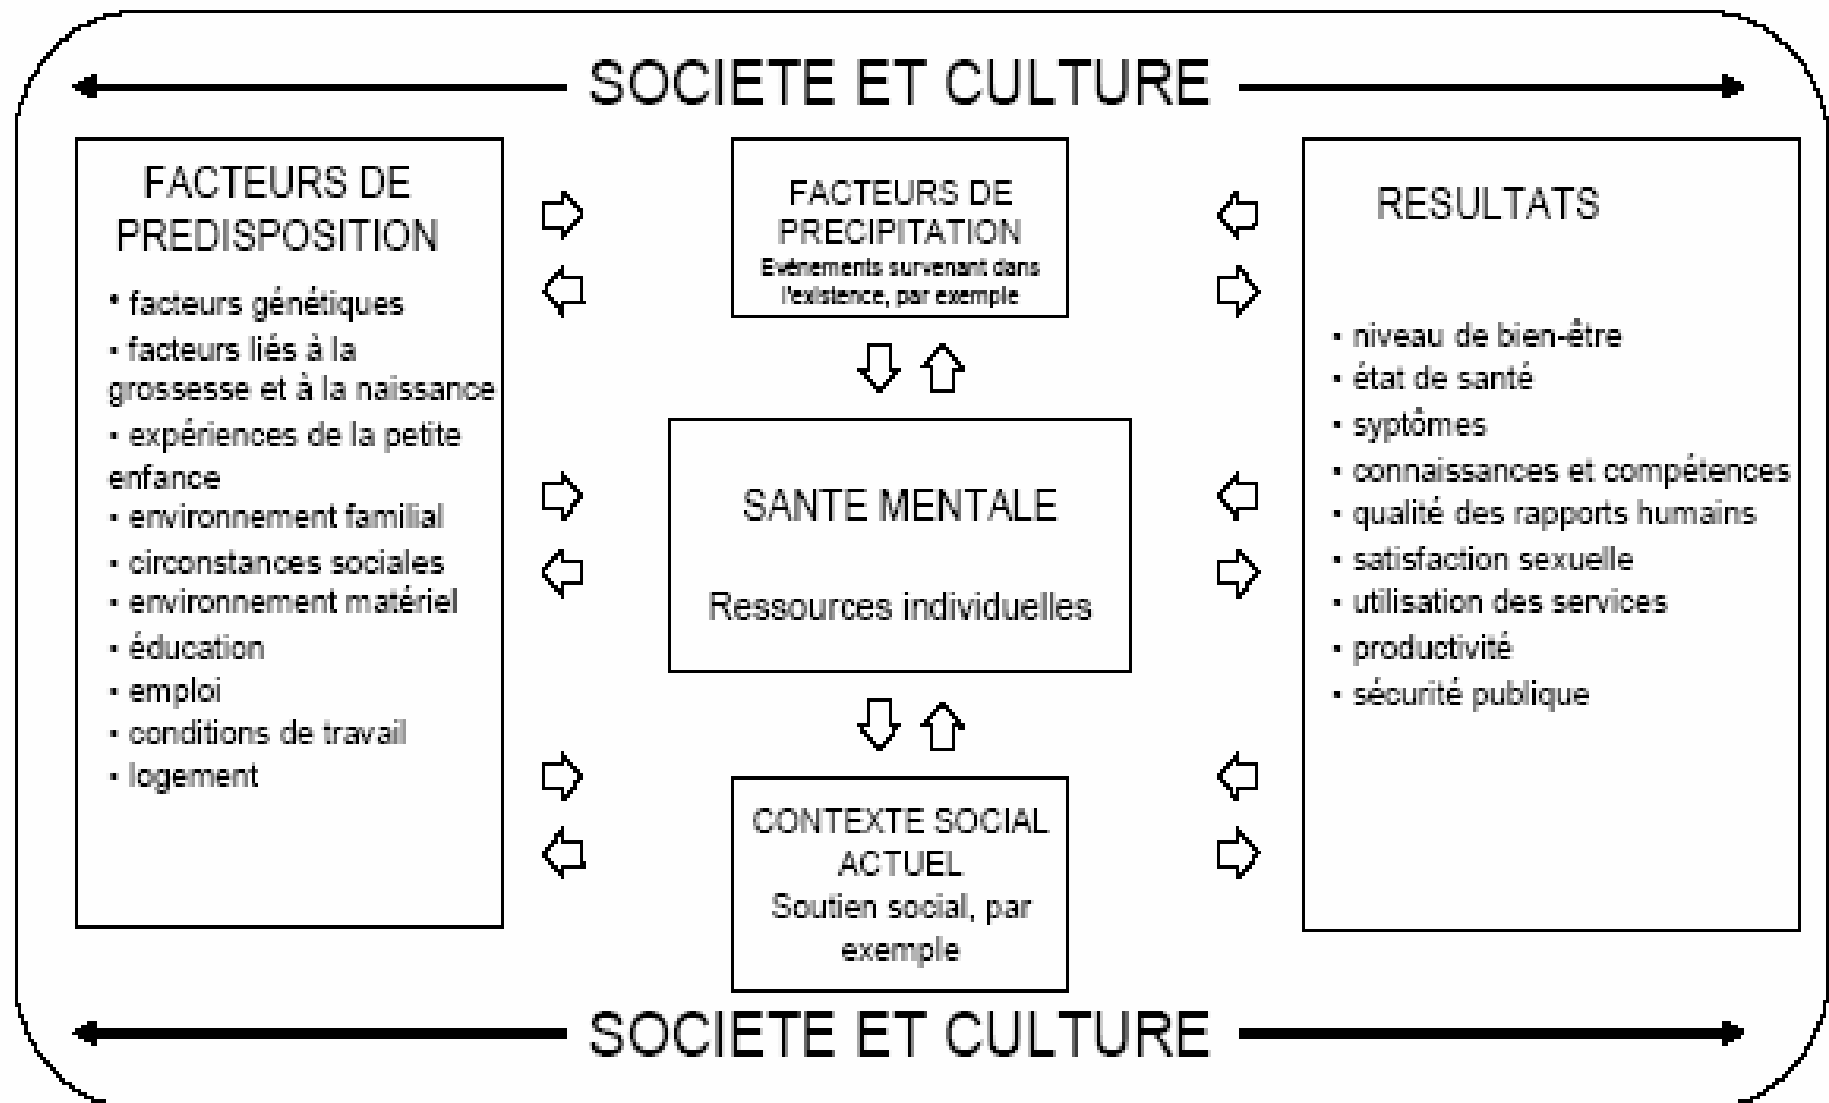 SOCIETE ET CULTURE
FACTEURS DE
PREDISPOSITION
• facteurs génétiques
• facteurs liés à la
grossesse et à la naissance
• expériences de la petite
enfance
• environnement familial
• circonstances sociales
• environnement matériel
• éducation
• emploi
• conditions de travail
• logement
FACTEURS DE
PRECIPITATION
Evénements survenant dans
l'existence, par exemple
SANTE MENTALE
Ressources individuelles
CONTEXTE SOCIAL
ACTUEL
Soutien social, par
exemple
RESULTATS
• niveau de bien-être
• état de santé
• syptômes
• connaissances et compétences
• qualité des rapports humains
• satisfaction sexuelle
• utilisation des services
• productivité
• sécurité publique
SOCIETE ET CULTURE